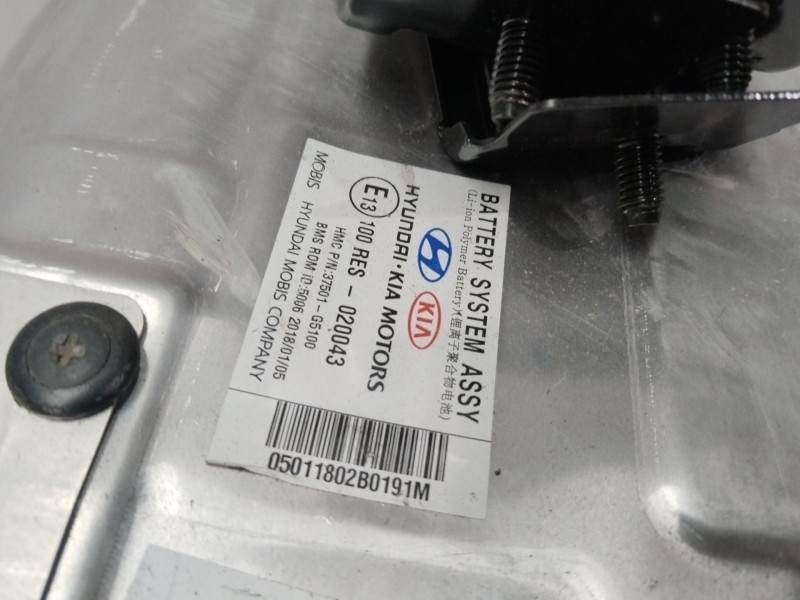 BATTERY SYSTEM ASSY
(Li-ion Polymer Battery)(锂离子聚合物电池)
KIA
HYUNDAI · KIA MOTORS
E13 100 RES - 020043
HMC P/N:37501-G5100
BMS ROM ID:5006 2018/01/05
MOBIS HYUNDAI MOBIS COMPANY
05011802B0191M